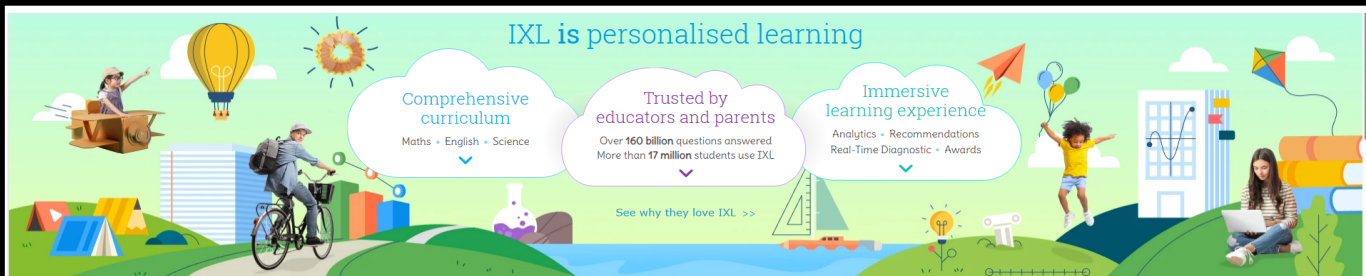 IXL is personalised learning
Comprehensive
curriculum
Maths • English • Science
Trusted by
educators and parents
Over 160 billion questions answered
More than 17 million students use IXL
See why they love IXL >>
Immersive
learning experience
Analytics • Recommendations
Real-Time Diagnostic • Awards